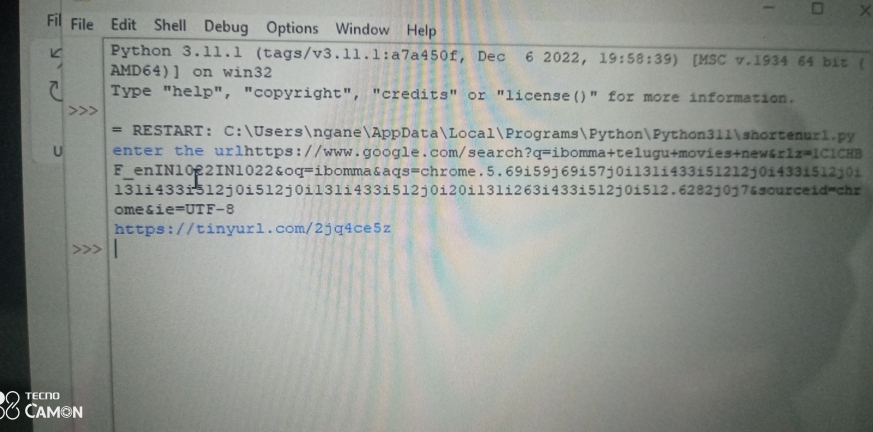 Fil File Edit Shell Debug Options Window Help
Python 3.11.1 (tags/v3.11.1:a7a450f, Dec 6 2022, 19:58:39) [MSC v.1934 64 bit (
AMD64)] on win32
Type "help", "copyright", "credits" or "license()" for more information.
>>>
= RESTART: C:\Users\ngane\AppData\Local\Programs\Python\Python311\shortenurl.py
enter the urlhttps://www.google.com/search?q=ibomma+telugu+movies+new&rlz=1C1CHB
F_enIN1022IN1022&oq=ibomma&aqs=chrome.5.69i59j69i57j0i131i433i51212j0i433i512j0i
131i433i512j0i512j0i131i433i512j0i20i131i263i433i512j0i512.6282j0j7&sourceid=chr
ome&ie=UTF-8
https://tinyurl.com/2jq4ce5z
>>>
U
TECNO
CAMON